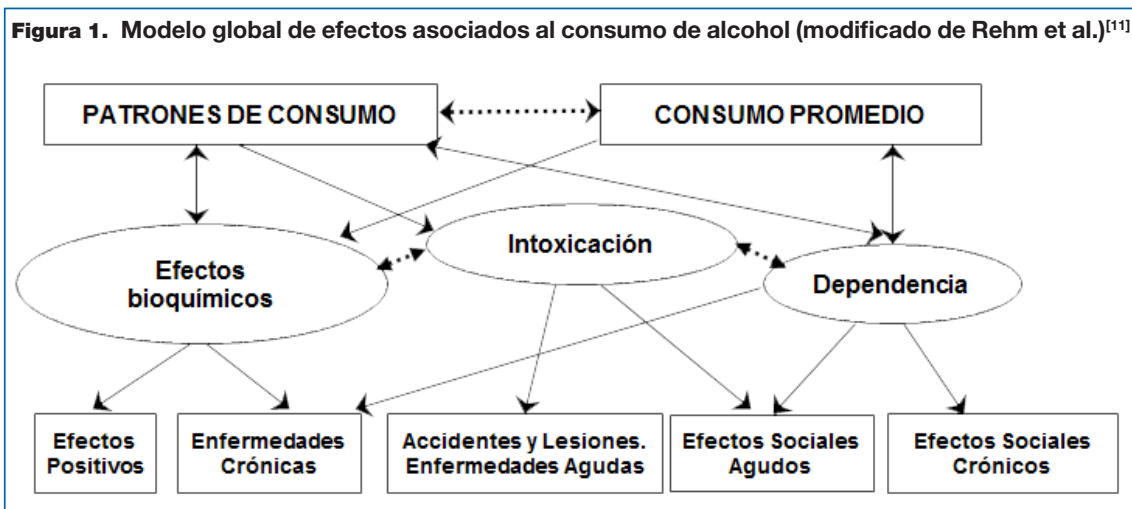 Figura 1. Modelo global de efectos asociados al consumo de alcohol (modificado de Rehm et al.)[11]
PATRONES DE CONSUMO
CONSUMO PROMEDIO
Efectos
bioquímicos
Intoxicación
Dependencia
Efectos
Positivos
Enfermedades
Crónicas
Accidentes y Lesiones.
Enfermedades Agudas
Efectos Sociales
Agudos
Efectos Sociales
Crónicos